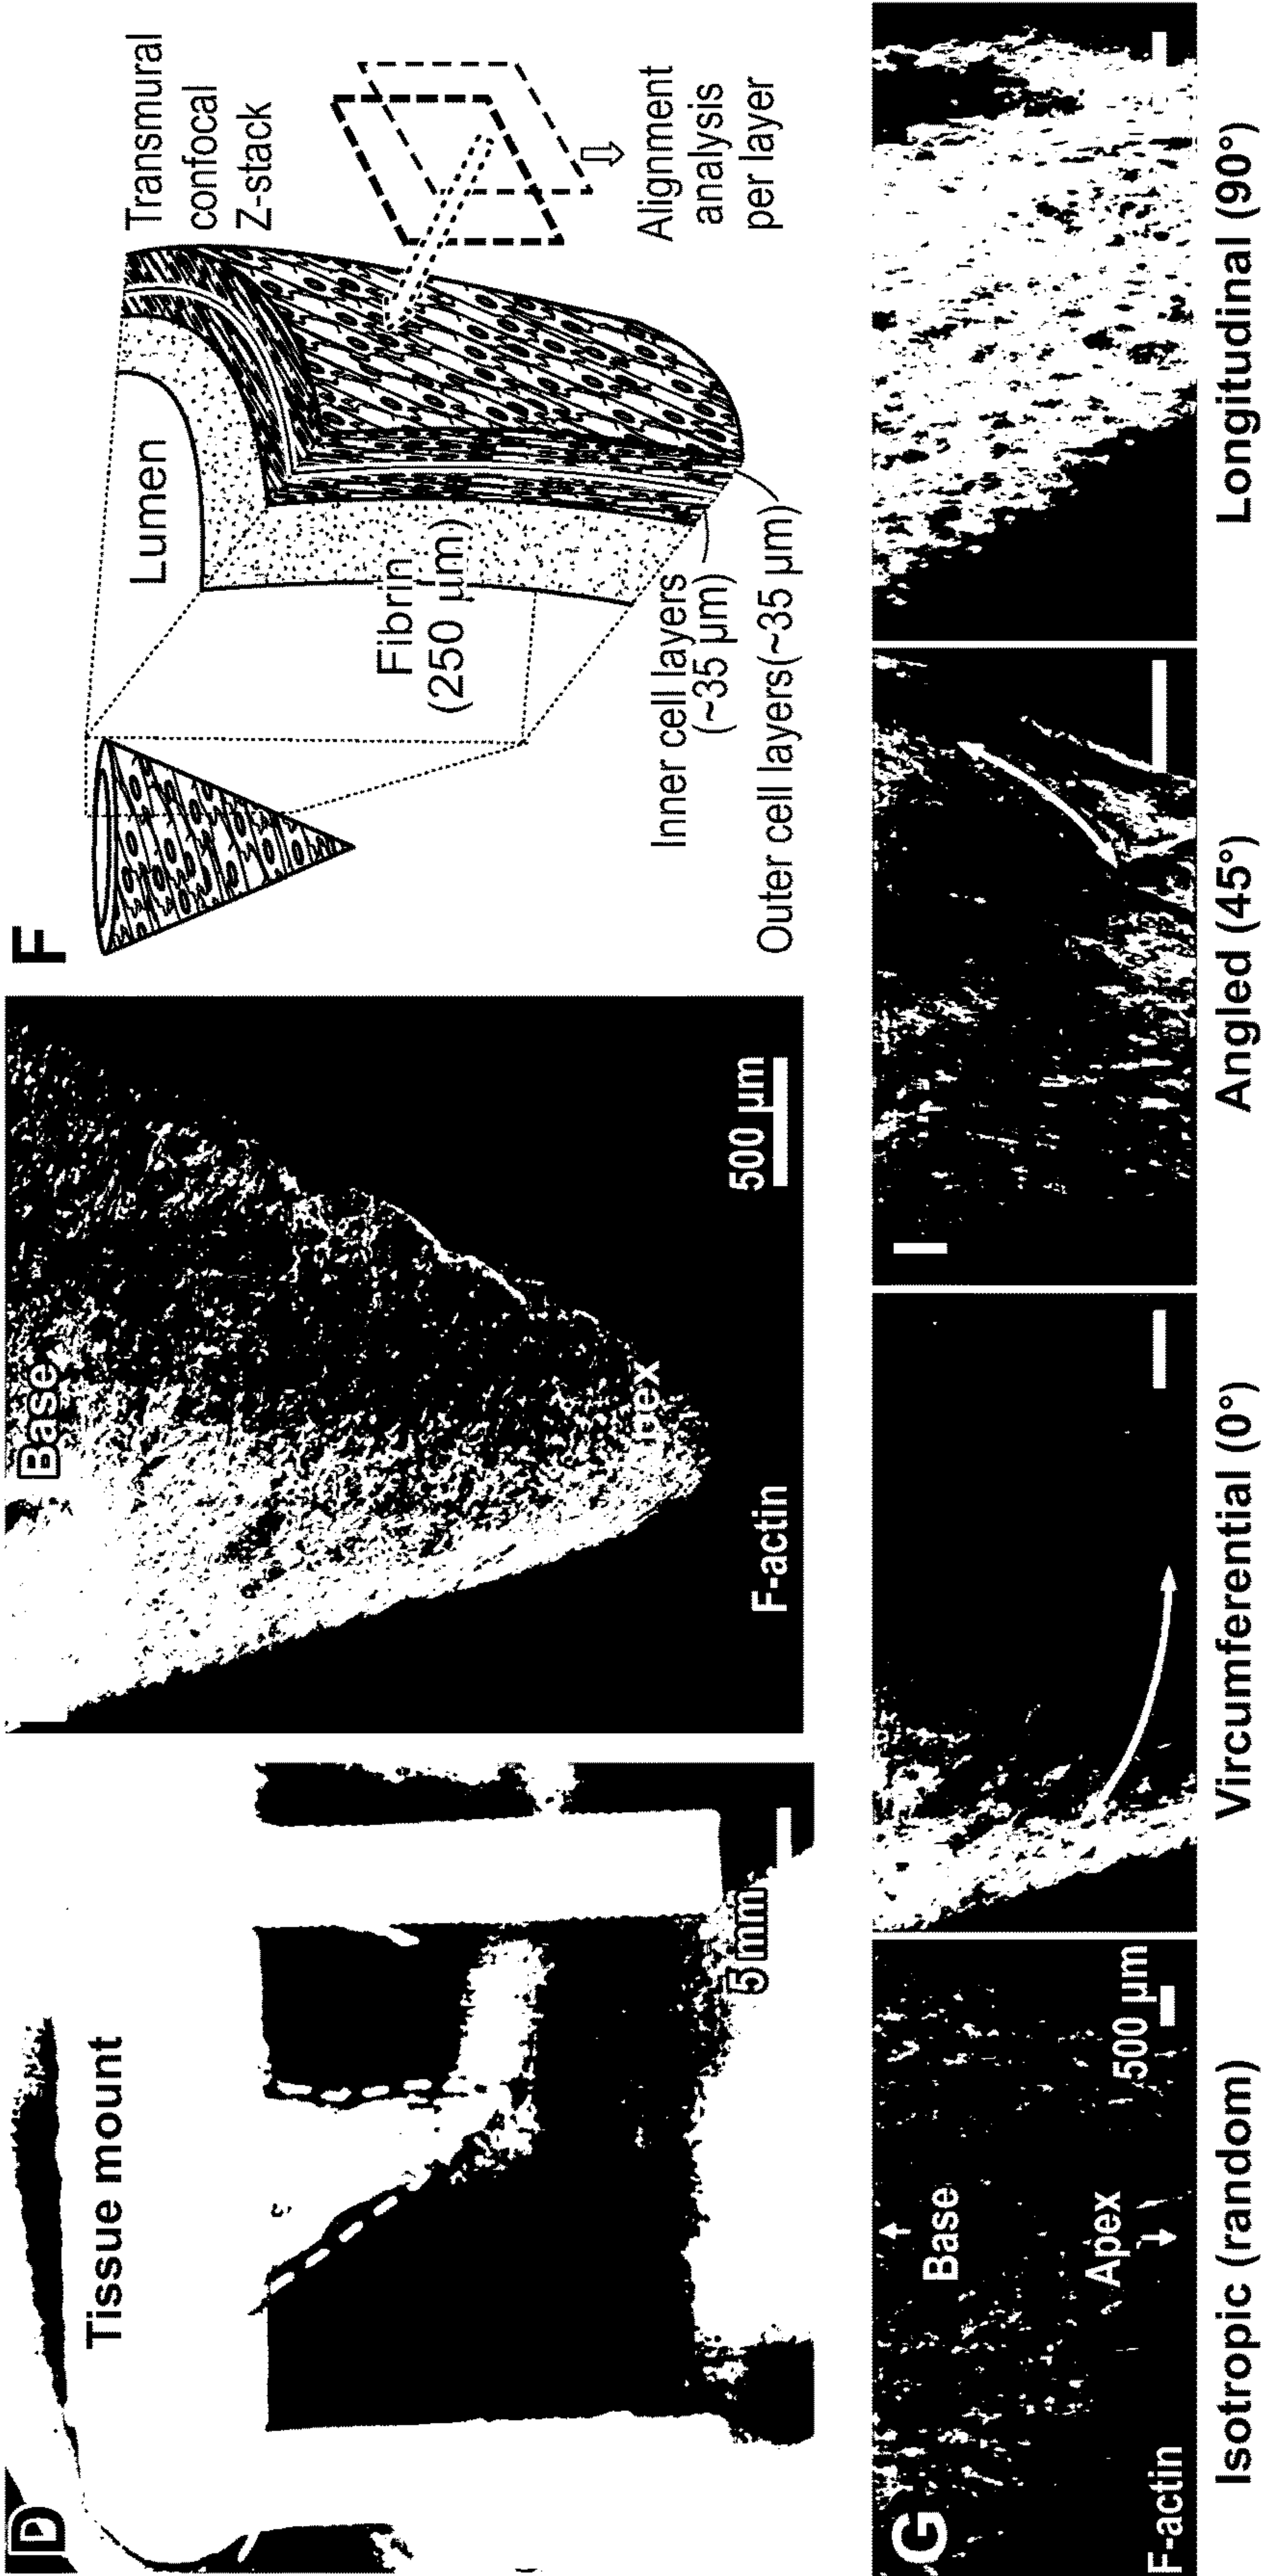 D
Tissue mount
5 mm
Base
F-actin
500 µm
F
Lumen
Fibrin
(250 µm)
Inner cell layers
(~35 µm)
Outer cell layers(~35 µm)
Transmural
confocal
Z-stack
Alignment
analysis
per layer
G
Base
Apex
500 µm
F-actin
Isotropic (random)
Vircumferential (0°)
Angled (45°)
Longitudinal (90°)